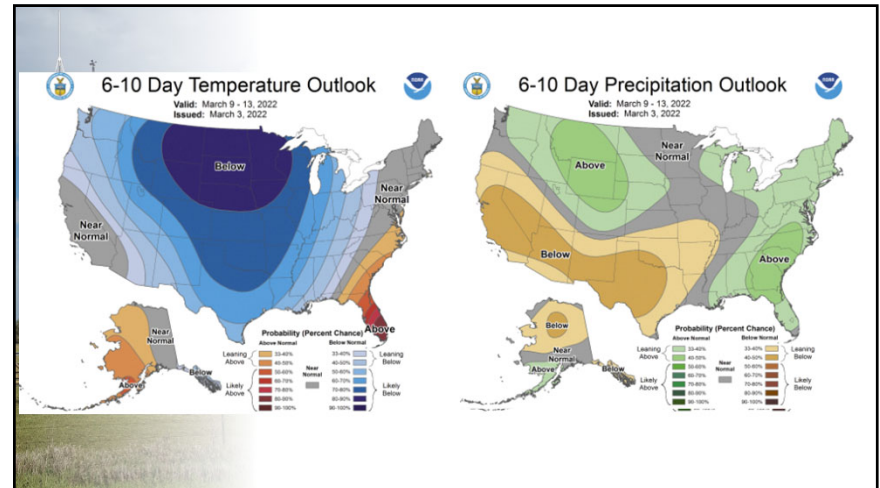 6-10 Day Temperature Outlook
Valid: March 9 - 13, 2022
Issued: March 3, 2022
Below
Near
Normal
Near
Normal
Above
Near
Normal
Above
Below
Probability (Percent Chance)
Above Normal Below Normal
Leaning
Above
33-40% 33-40%
40-50% 40-50%
Leaning
Below
Near
Normal
Likely
Above
50-60% 50-60%
60-70% 60-70%
70-80% 70-80%
80-90% 80-90%
90-100% 90-100%
Likely
Below
6-10 Day Precipitation Outlook
Valid: March 9 - 13, 2022
Issued: March 3, 2022
Above
Near
Normal
Below
Above
Below
Near
Normal
Above
Below
Probability (Percent Chance)
Above Normal Below Normal
Leaning
Above
33-40% 33-40%
40-50% 40-50%
Leaning
Below
Near
Normal
Likely
Above
50-60% 50-60%
60-70% 60-70%
70-80% 70-80%
80-90% 80-90%
90-100% 90-100%
Likely
Below